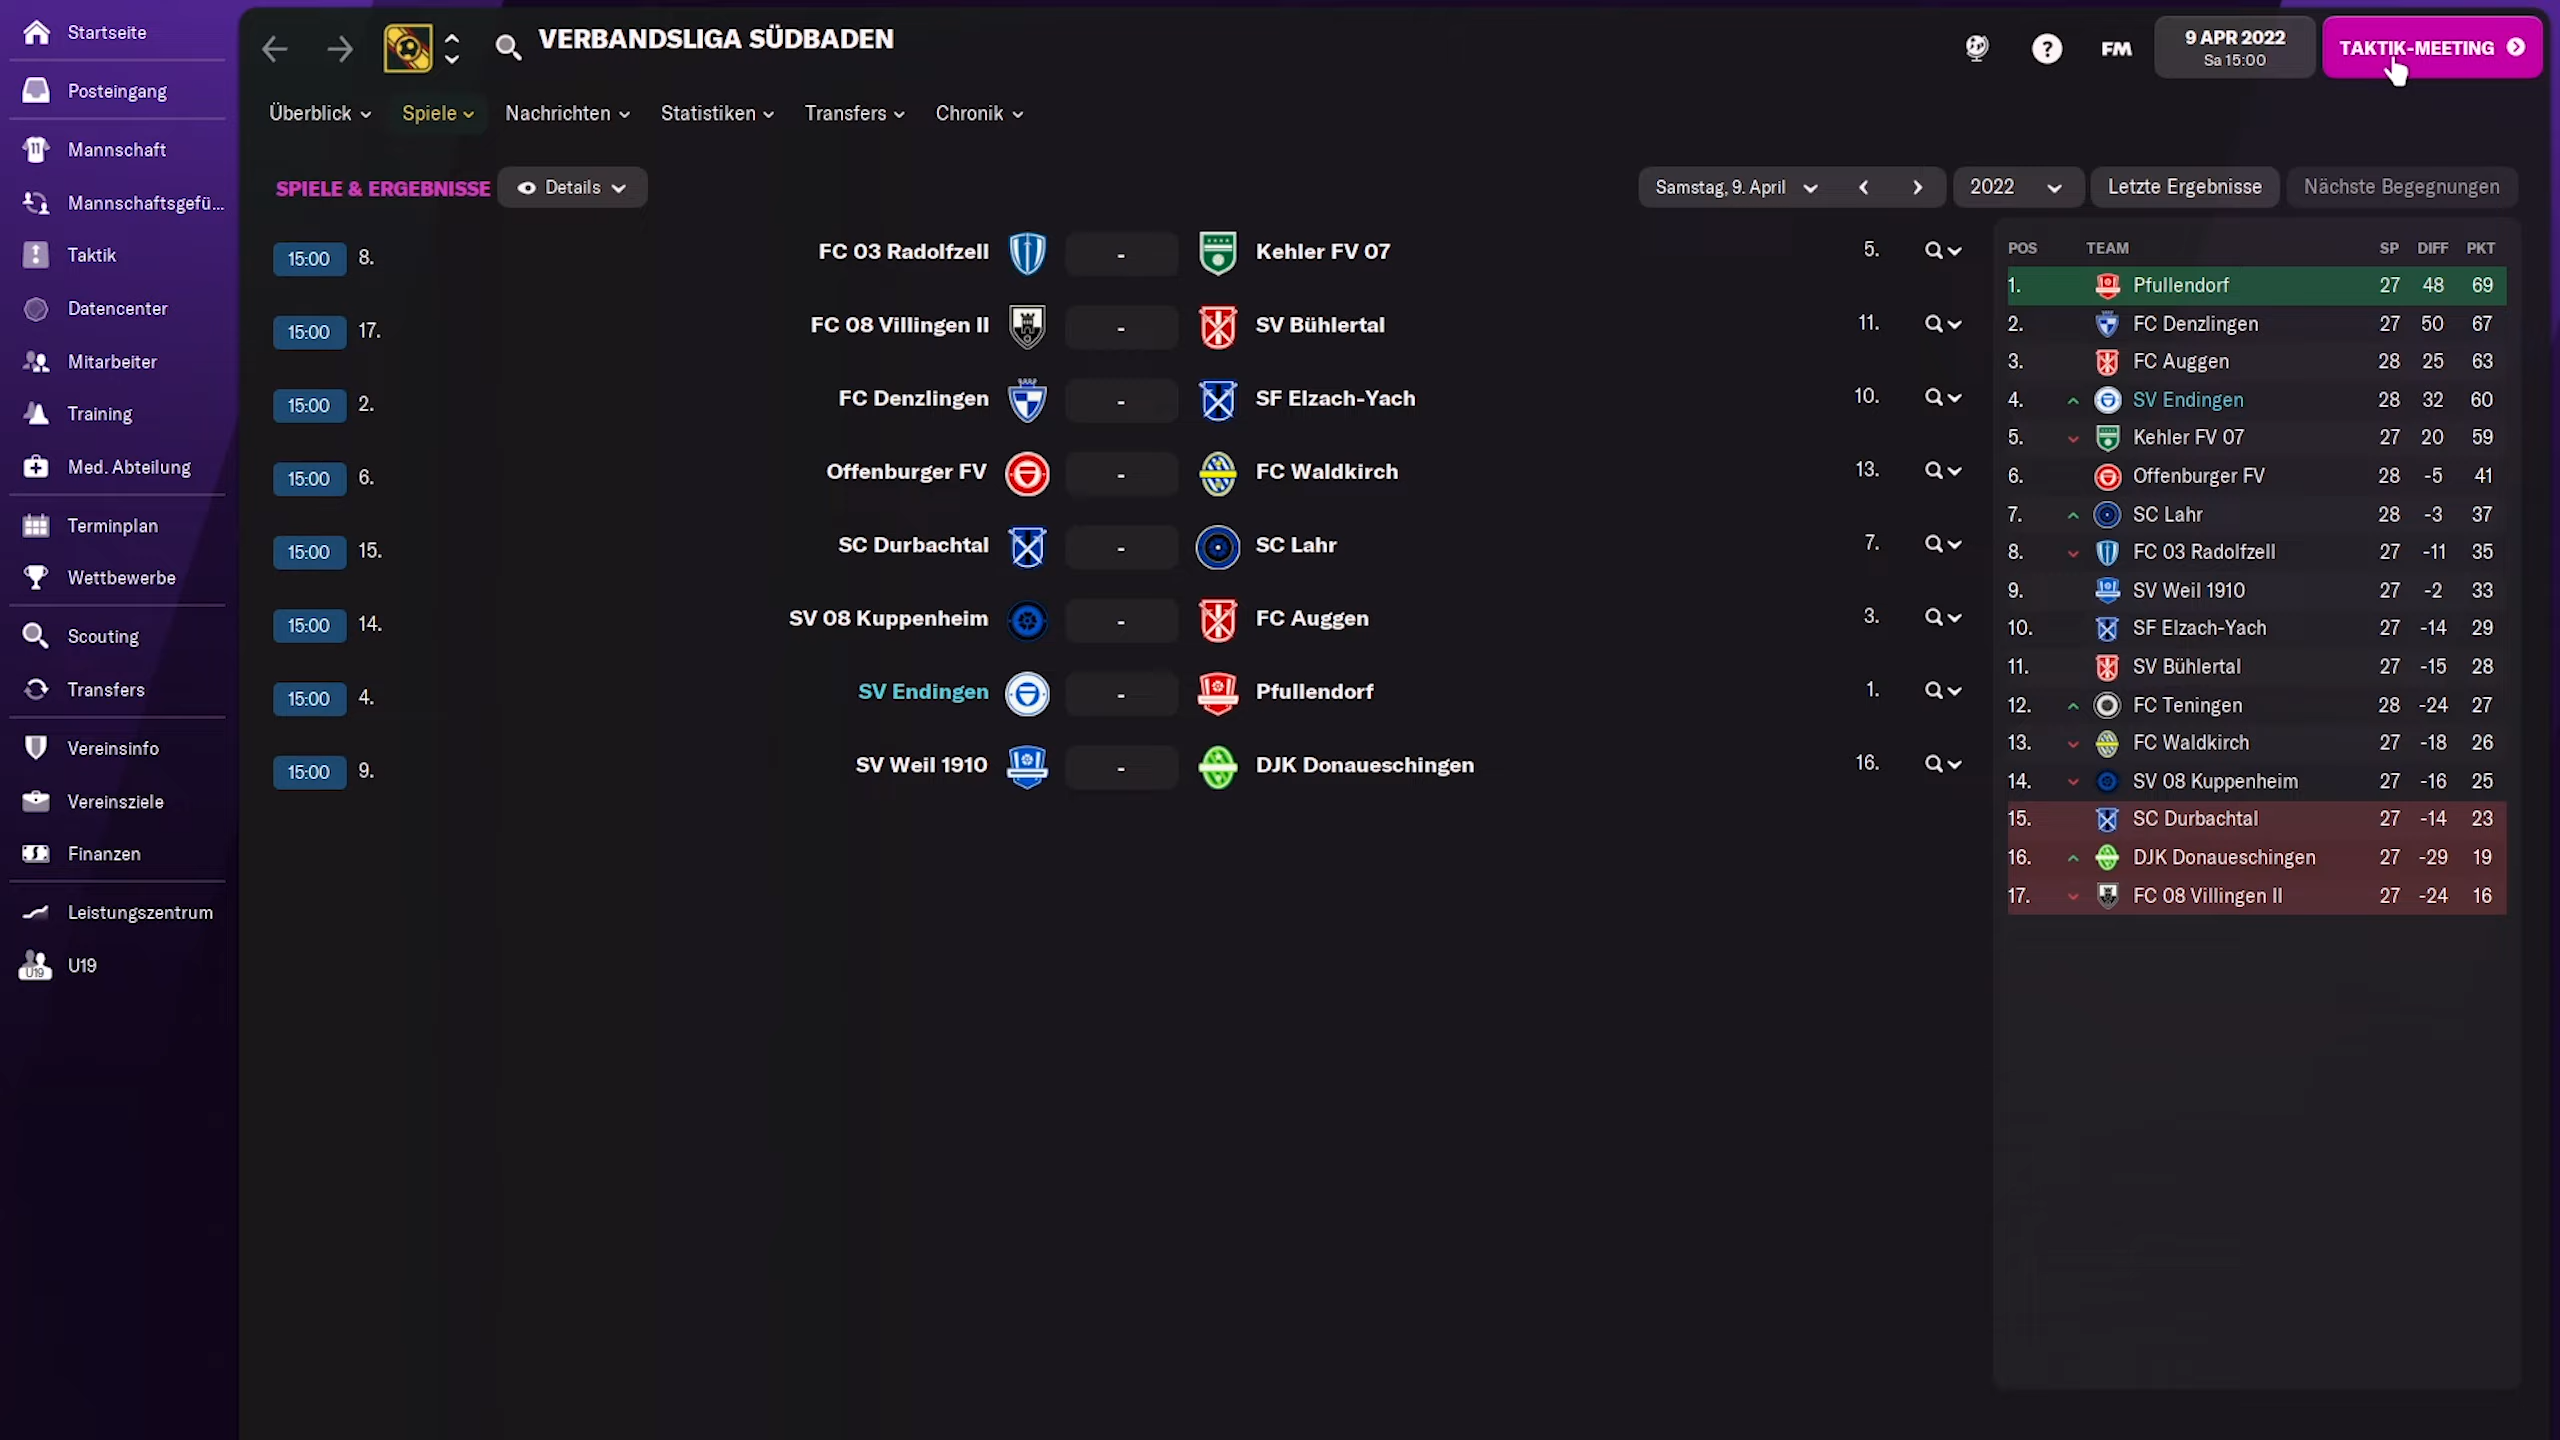 Startseite
Posteingang
Mannschaft
Mannschaftsgefü...
Taktik
Datencenter
Mitarbeiter
Training
Med. Abteilung
Terminplan
Wettbewerbe
Scouting
Transfers
Vereinsinfo
Vereinsziele
Finanzen
Leistungszentrum
U19 U19
VERBANDSLIGA SÜDBADEN
FM
9 APR 2022
Sa 15:00
TAKTIK-MEETING
Überblick Spiele Nachrichten Statistiken Transfers Chronik
SPIELE & ERGEBNISSE Details
Samstag, 9. April 2022 Letzte Ergebnisse Nächste Begegnungen
15:00 8. FC 03 Radolfzell - Kehler FV 07 5.
15:00 17. FC 08 Villingen II - SV Bühlertal 11.
15:00 2. FC Denzlingen - SF Elzach-Yach 10.
15:00 6. Offenburger FV - FC Waldkirch 13.
15:00 15. SC Durbachtal - SC Lahr 7.
15:00 14. SV 08 Kuppenheim - FC Auggen 3.
15:00 4. SV Endingen - Pfullendorf 1.
15:00 9. SV Weil 1910 - DJK Donaueschingen 16.
POS TEAM SP DIFF PKT
1. Pfullendorf 27 48 69
2. FC Denzlingen 27 50 67
3. FC Auggen 28 25 63
4. SV Endingen 28 32 60
5. Kehler FV 07 27 20 59
6. Offenburger FV 28 -5 41
7. SC Lahr 28 -3 37
8. FC 03 Radolfzell 27 -11 35
9. SV Weil 1910 27 -2 33
10. SF Elzach-Yach 27 -14 29
11. SV Bühlertal 27 -15 28
12. FC Teningen 28 -24 27
13. FC Waldkirch 27 -18 26
14. SV 08 Kuppenheim 27 -16 25
15. SC Durbachtal 27 -14 23
16. DJK Donaueschingen 27 -29 19
17. FC 08 Villingen II 27 -24 16